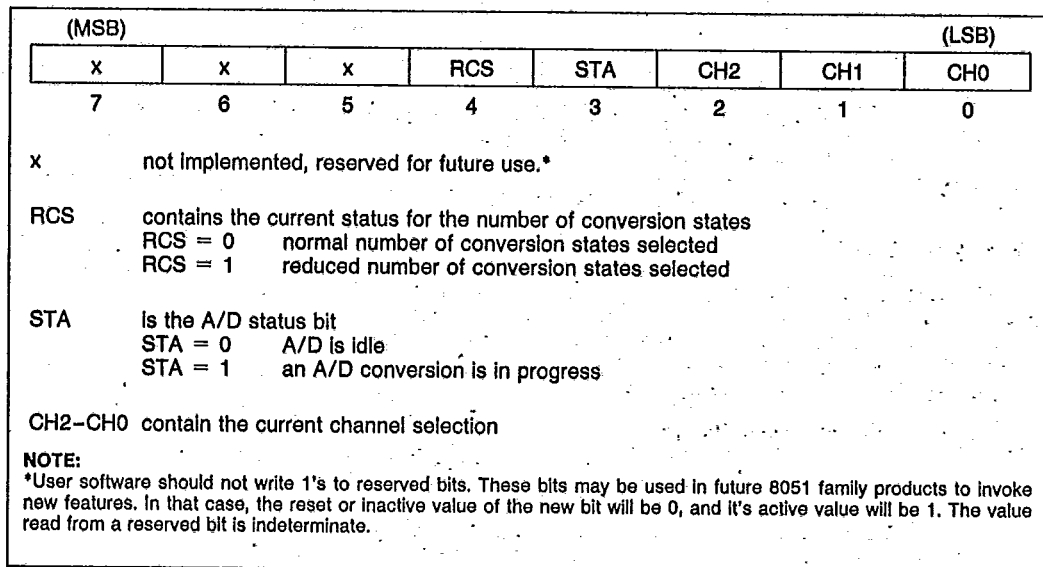 (MSB) (LSB)
x x x RCS STA CH2 CH1 CH0
7 6 5 4 3 2 1 0
x not implemented, reserved for future use.*
RCS contains the current status for the number of conversion states
RCS = 0 normal number of conversion states selected
RCS = 1 reduced number of conversion states selected
STA is the A/D status bit
STA = 0 A/D is idle
STA = 1 an A/D conversion is in progress
CH2–CH0 contain the current channel selection
NOTE:
*User software should not write 1's to reserved bits. These bits may be used in future 8051 family products to invoke
new features. In that case, the reset or inactive value of the new bit will be 0, and it's active value will be 1. The value
read from a reserved bit is indeterminate.